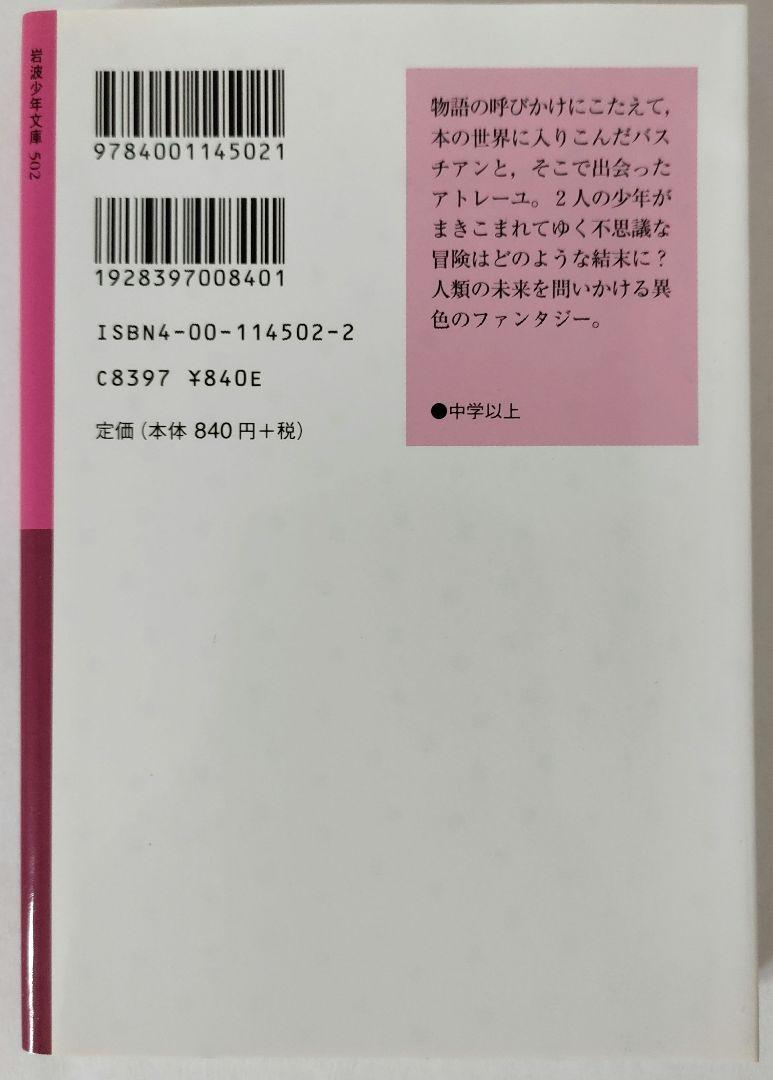 岩波少年文庫 502
9784001145021
1928397008401
ISBN4-00-114502-2
C8397 ¥840E
定価(本体 840 円+税)
物語の呼びかけにこたえて，
本の世界に入りこんだバス
チアンと，そこで出会った
アトレーユ。2人の少年が
まきこまれてゆく不思議な
冒険はどのような結末に？
人類の未来を問いかける異
色のファンタジー。
●中学以上